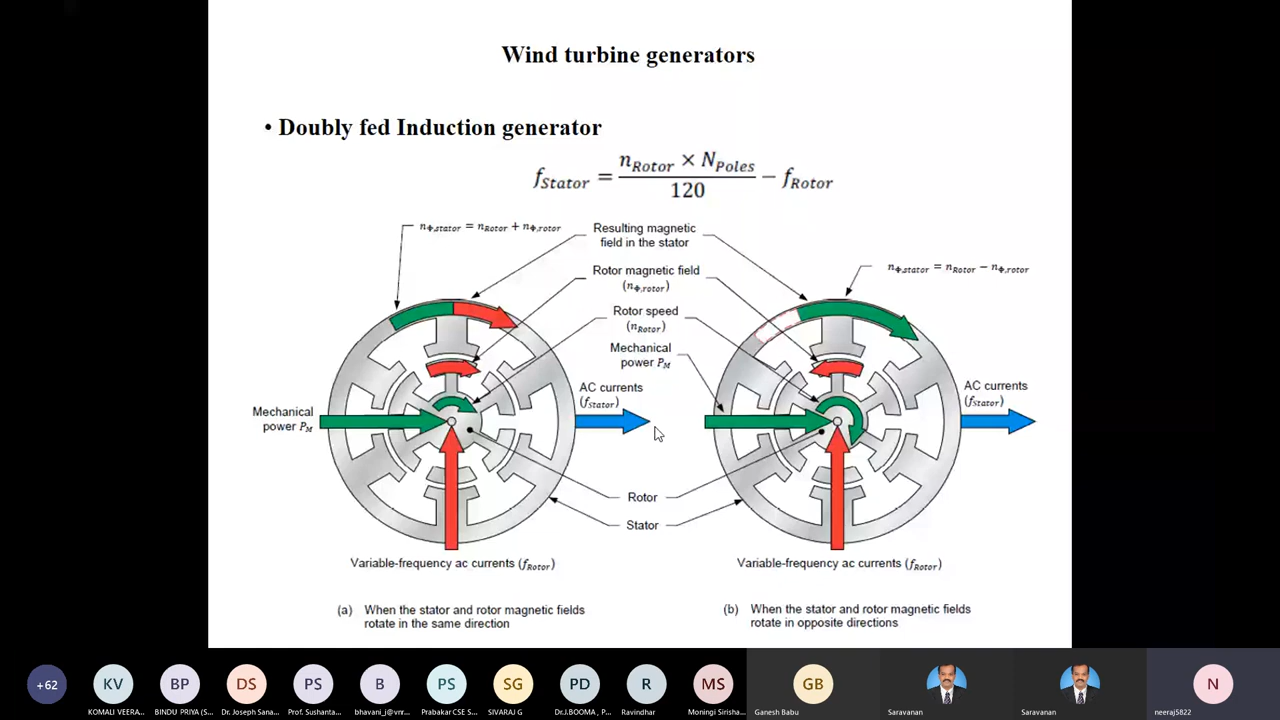 Wind turbine generators
• Doubly fed Induction generator
f_Stator = n_Rotor × N_Poles / 120 − f_Rotor
n_Φ,stator = n_Rotor + n_Φ,rotor
Resulting magnetic
field in the stator
n_Φ,stator = n_Rotor − n_Φ,rotor
Rotor magnetic field
(n_Φ,rotor)
Rotor speed
(n_Rotor)
Mechanical
power P_M
AC currents
(f_Stator)
AC currents
(f_Stator)
Mechanical
power P_M
Rotor
Stator
Variable-frequency ac currents (f_Rotor)
Variable-frequency ac currents (f_Rotor)
(a) When the stator and rotor magnetic fields
rotate in the same direction
(b) When the stator and rotor magnetic fields
rotate in opposite directions
+62
KV
BP
DS
PS
B
PS
SG
PD
R
MS
GB
N
KOMALI VEERA...
BINDU PRIYA (S...
Dr. Joseph Sana...
Prof. Sushanta...
bhavani_j@vnr...
Prabakar CSE S...
SIVARAJ G
Dr.J.BOOMA , P...
Ravindhar
Moningi Sirisha...
Ganesh Babu
Saravanan
Saravanan
neeraj5822